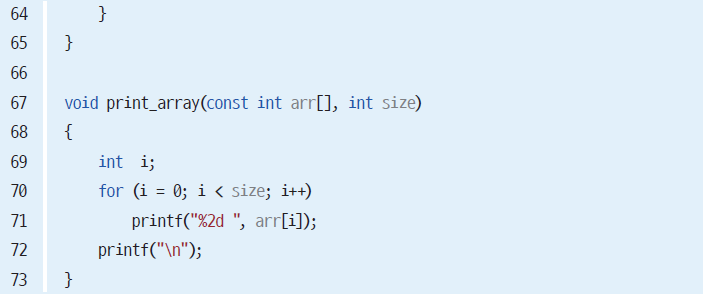 64         }
65     }
66
67     void print_array(const int arr[], int size)
68     {
69         int  i;
70         for (i = 0; i < size; i++)
71             printf("%2d ", arr[i]);
72         printf("\n");
73     }